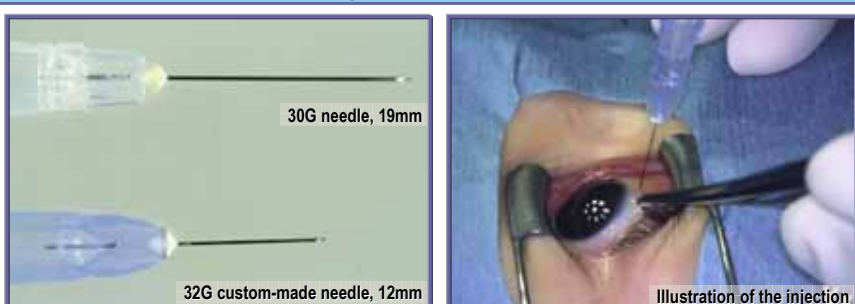 30G needle, 19mm
32G custom-made needle, 12mm
Illustration of the injection